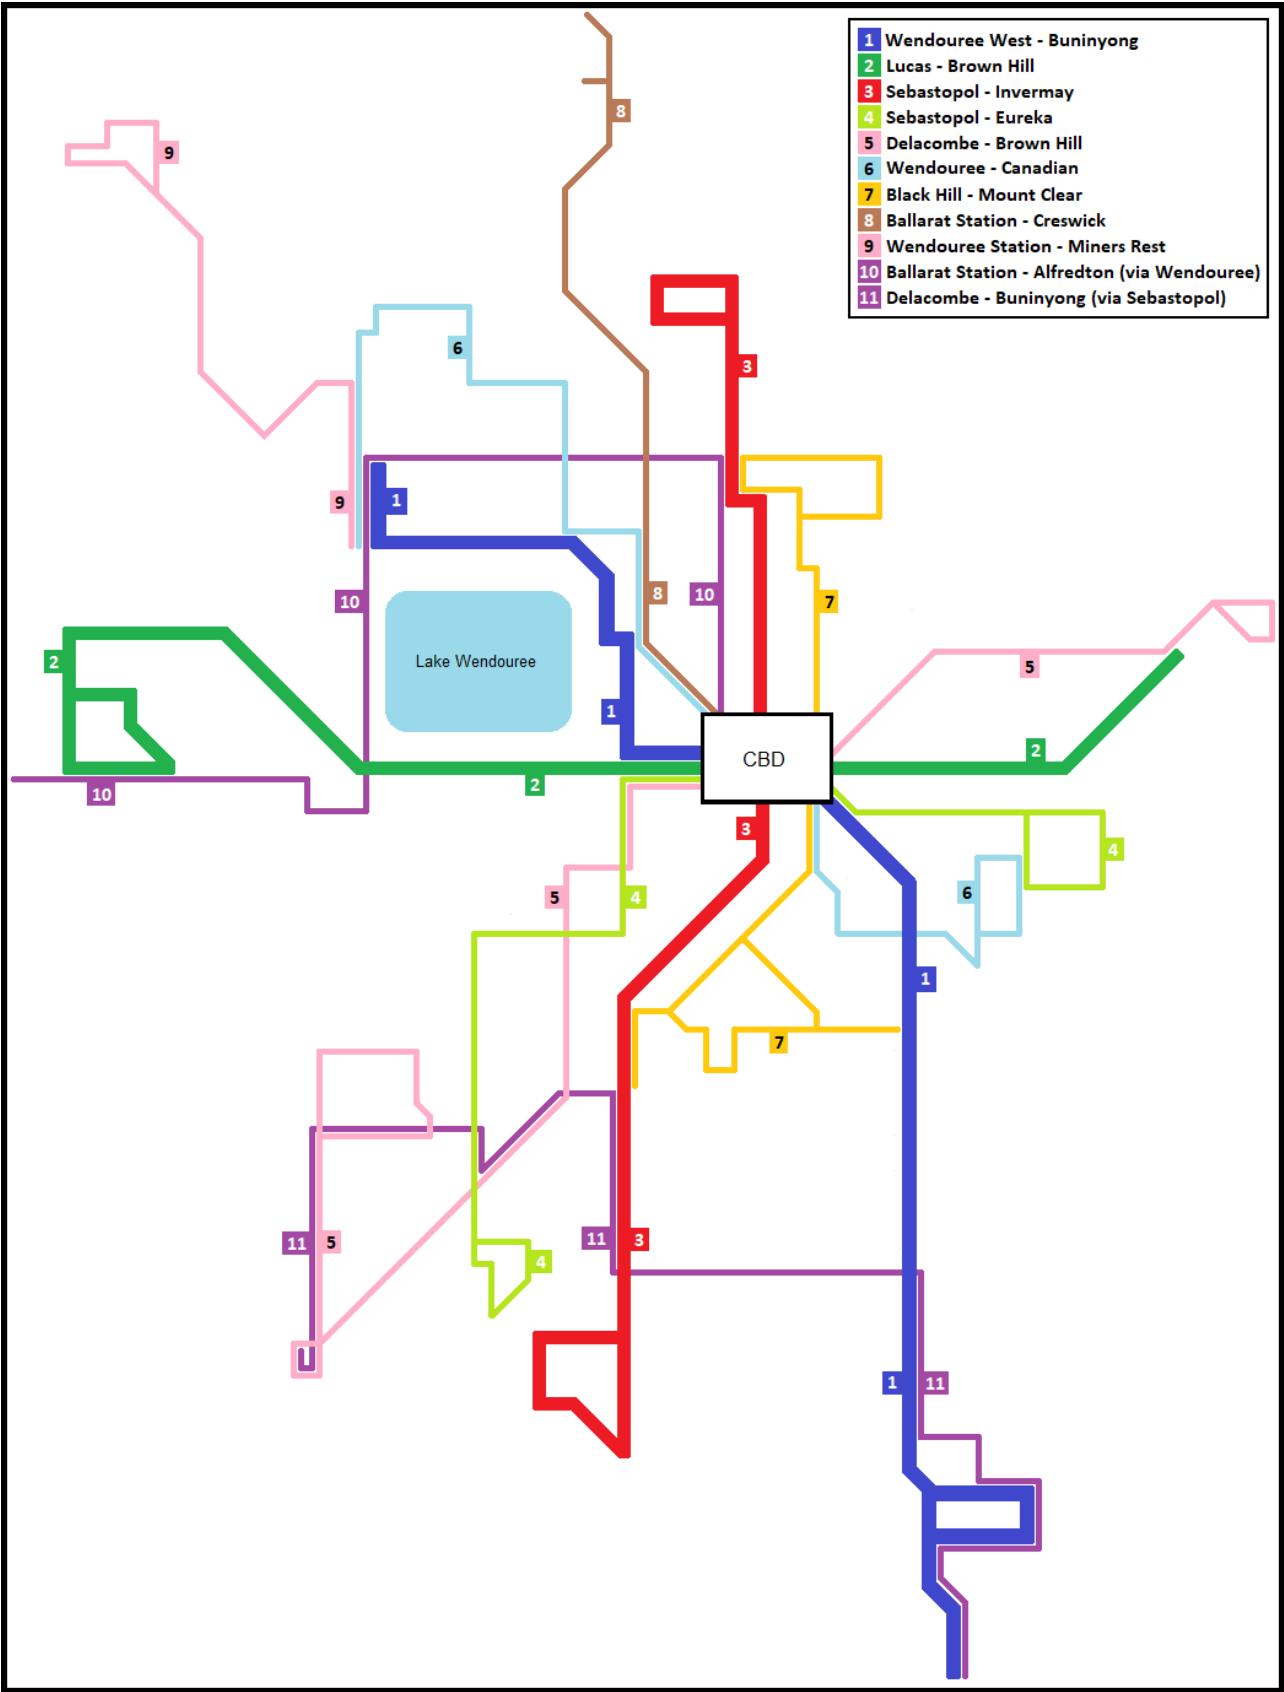 1 Wendouree West - Buninyong
2 Lucas - Brown Hill
3 Sebastopol - Invermay
4 Sebastopol - Eureka
5 Delacombe - Brown Hill
6 Wendouree - Canadian
7 Black Hill - Mount Clear
8 Ballarat Station - Creswick
9 Wendouree Station - Miners Rest
10 Ballarat Station - Alfredton (via Wendouree)
11 Delacombe - Buninyong (via Sebastopol)
8
9
6
3
9
1
8
10
7
10
2
Lake Wendouree
5
1
CBD
2
2
10
3
4
6
5
4
1
7
11
5
11
3
4
1
11